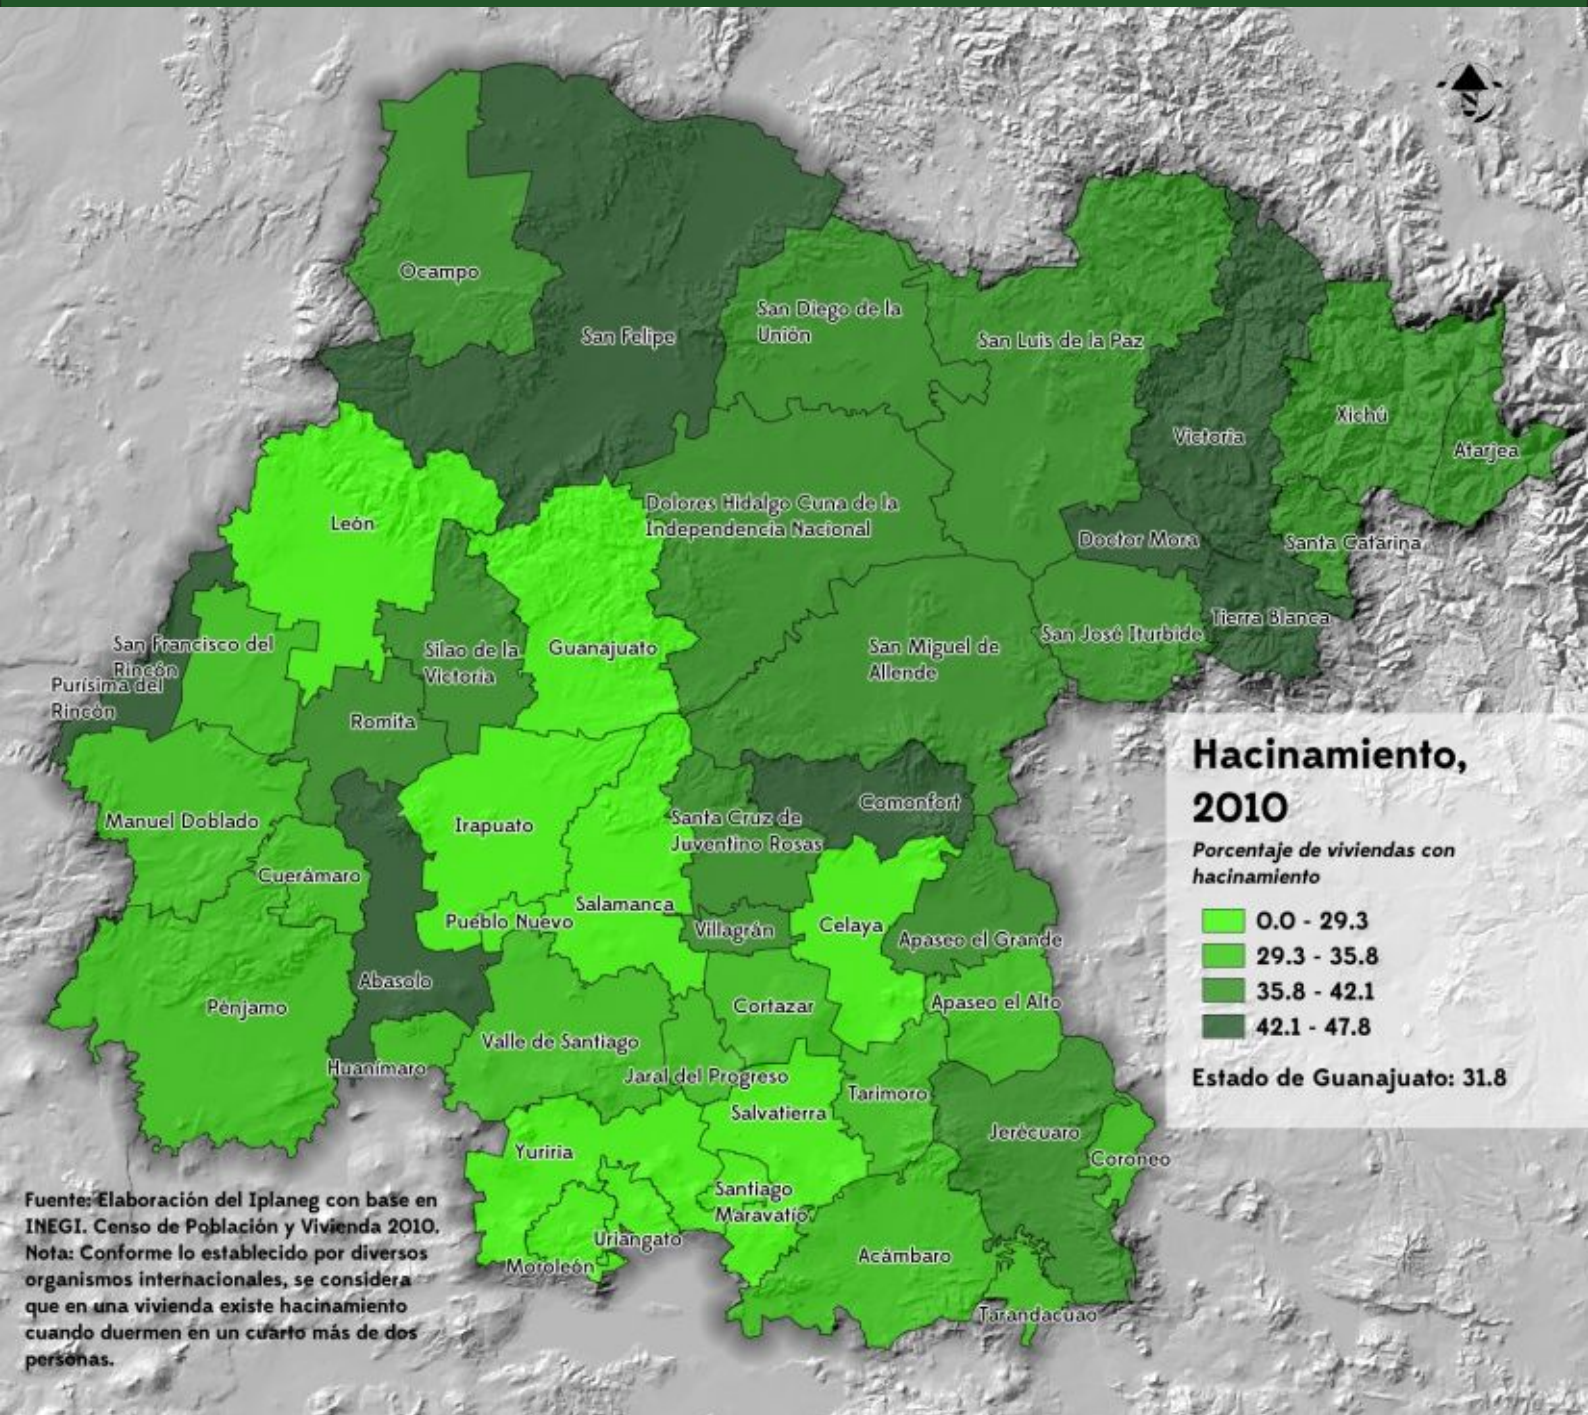 Ocampo
San Felipe
San Diego de la
Unión
San Luis de la Paz
Xichú
Victoria
Atarjea
León
Dolores Hidalgo Cuna de la
Independencia Nacional
Doctor Mora
Santa Catarina
Tierra Blanca
San José Iturbide
San Miguel de
Allende
San Francisco del
Rincón
Purísima del
Rincón
Silao de la
Victoria
Guanajuato
Romita
Manuel Doblado
Irapuato
Santa Cruz de
Juventino Rosas
Comonfort
Cuerámaro
Salamanca
Pueblo Nuevo
Villagrán
Celaya
Apaseo el Grande
Abasolo
Pénjamo
Cortazar
Apaseo el Alto
Valle de Santiago
Huanímaro
Jaral del Progreso
Tarimoro
Salvatierra
Jerécuaro
Coroneo
Yuriria
Santiago
Maravatío
Uriangato
Moroleón
Acámbaro
Tarandacuao
Hacinamiento,
2010
Porcentaje de viviendas con
hacinamiento
0.0 - 29.3
29.3 - 35.8
35.8 - 42.1
42.1 - 47.8
Estado de Guanajuato: 31.8
Fuente: Elaboración del Iplaneg con base en
INEGI. Censo de Población y Vivienda 2010.
Nota: Conforme lo establecido por diversos
organismos internacionales, se considera
que en una vivienda existe hacinamiento
cuando duermen en un cuarto más de dos
personas.